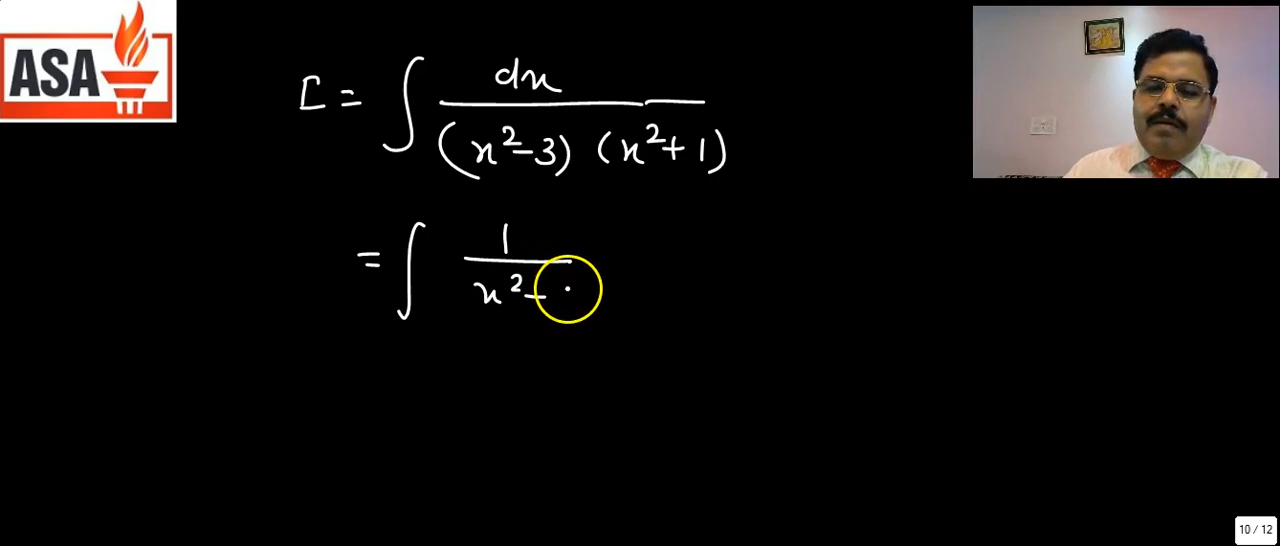 ASA
I = ∫ dx / (x²-3) (x²+1)
= ∫ 1 / x²-
10 / 12